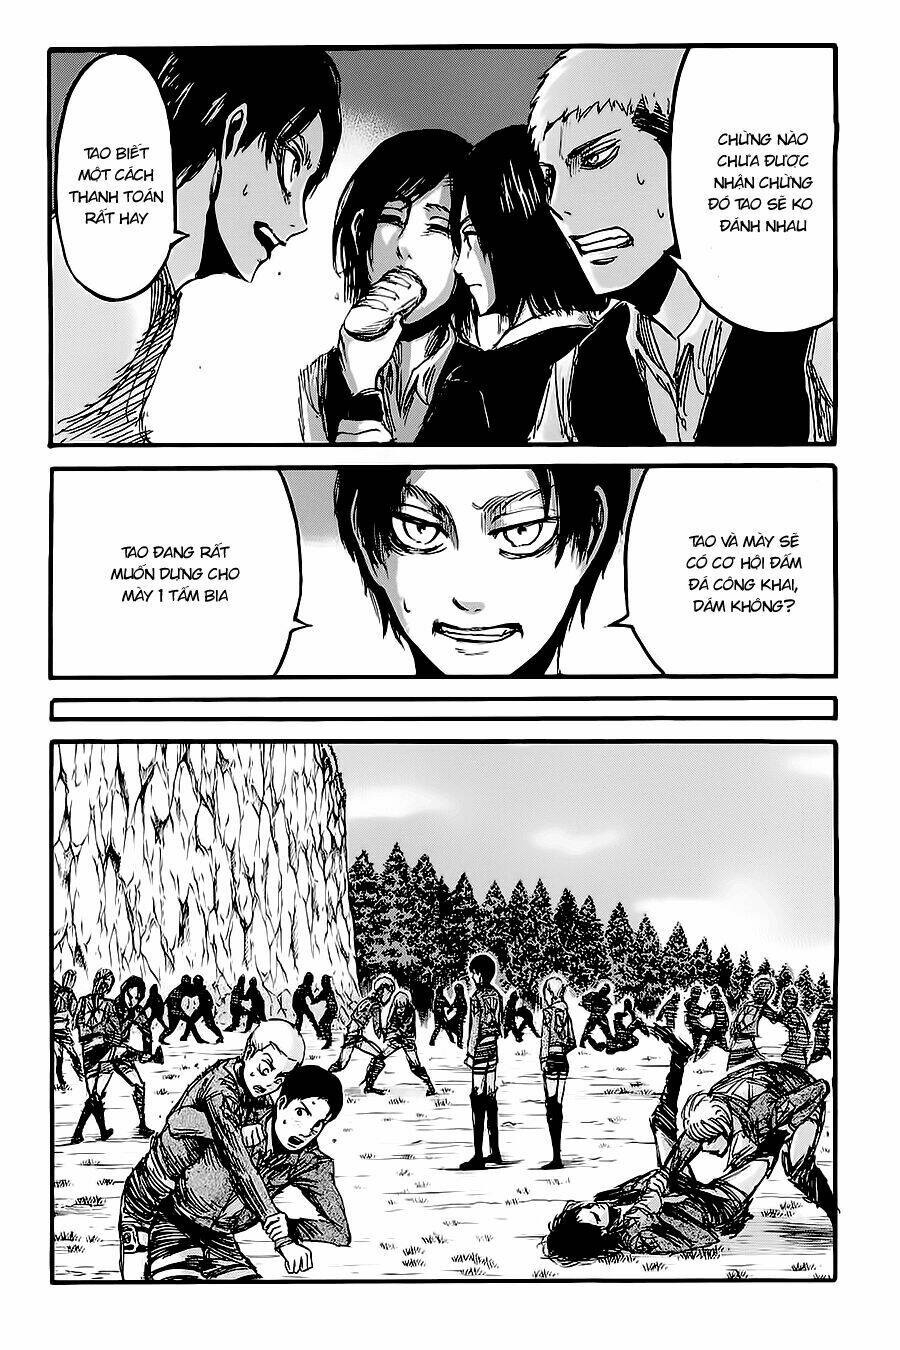 CHỪNG NÀO
CHƯA ĐƯỢC
NHẬN CHỪNG
ĐÓ TAO SẼ KO
ĐÁNH NHAU
TAO BIẾT
MỘT CÁCH
THANH TOÁN
RẤT HAY
TAO VÀ MÀY SẼ
CÓ CƠ HỘI ĐẤM
ĐÁ CÔNG KHAI,
DÁM KHÔNG?
TAO ĐANG RẤT
MUỐN DỰNG CHO
MÀY 1 TẤM BIA